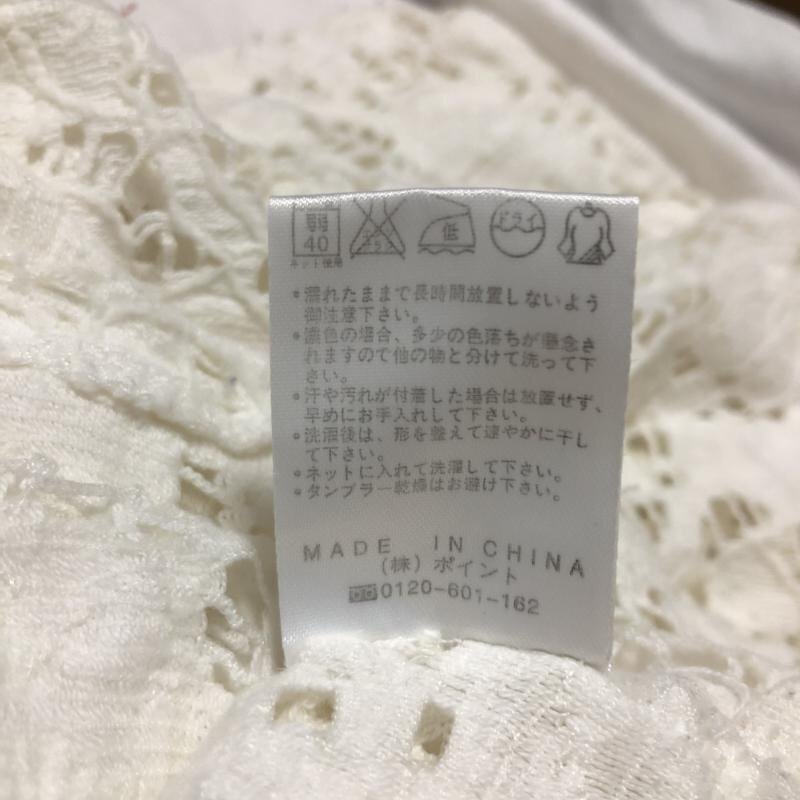 弱
40
ネット使用
エンソ
サラシ
低
ドライ
・濡れたままで長時間放置しないよう
御注意下さい。
・濃色の場合、多少の色落ちが懸念さ
れますので他の物と分けて洗って下
さい。
・汗や汚れが付着した場合は放置せず、
早めにお手入れして下さい。
・洗濯後は、形を整えて速やかに干し
て下さい。
・ネットに入れて洗濯して下さい。
・タンブラー乾燥はお避け下さい。
MADE IN CHINA
（株）ポイント
0120-601-162